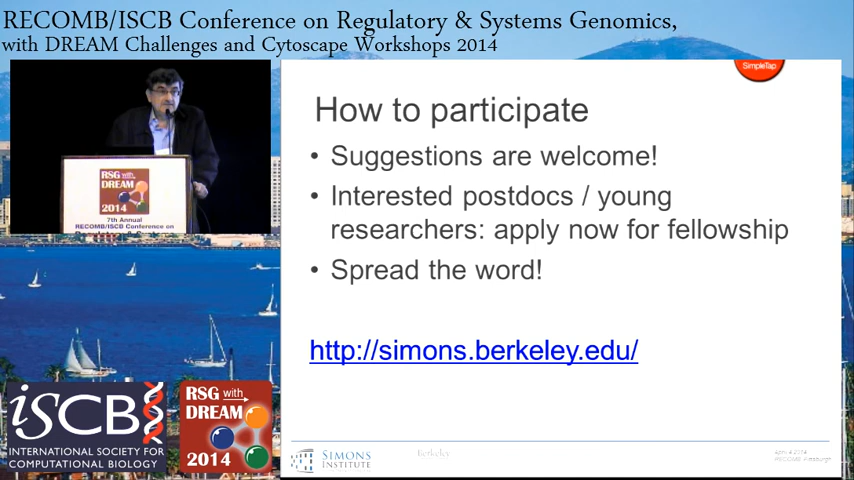 RECOMB/ISCB Conference on Regulatory & Systems Genomics,
with DREAM Challenges and Cytoscape Workshops 2014
SimpleTap
RSG with
DREAM
2014
7th Annual
RECOMB/ISCB Conference on
How to participate
• Suggestions are welcome!
• Interested postdocs / young
researchers: apply now for fellowship
• Spread the word!
http://simons.berkeley.edu/
iSCB
INTERNATIONAL SOCIETY FOR
COMPUTATIONAL BIOLOGY
RSG with
DREAM
2014
SIMONS
INSTITUTE
Berkeley
April 4 2014